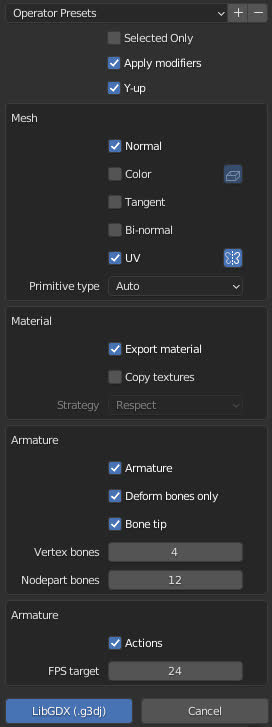 Operator Presets
Selected Only
Apply modifiers
Y-up
Mesh
Normal
Color
Tangent
Bi-normal
UV
Primitive type Auto
Material
Export material
Copy textures
Strategy Respect
Armature
Armature
Deform bones only
Bone tip
Vertex bones 4
Nodepart bones 12
Armature
Actions
FPS target 24
LibGDX (.g3dj) Cancel